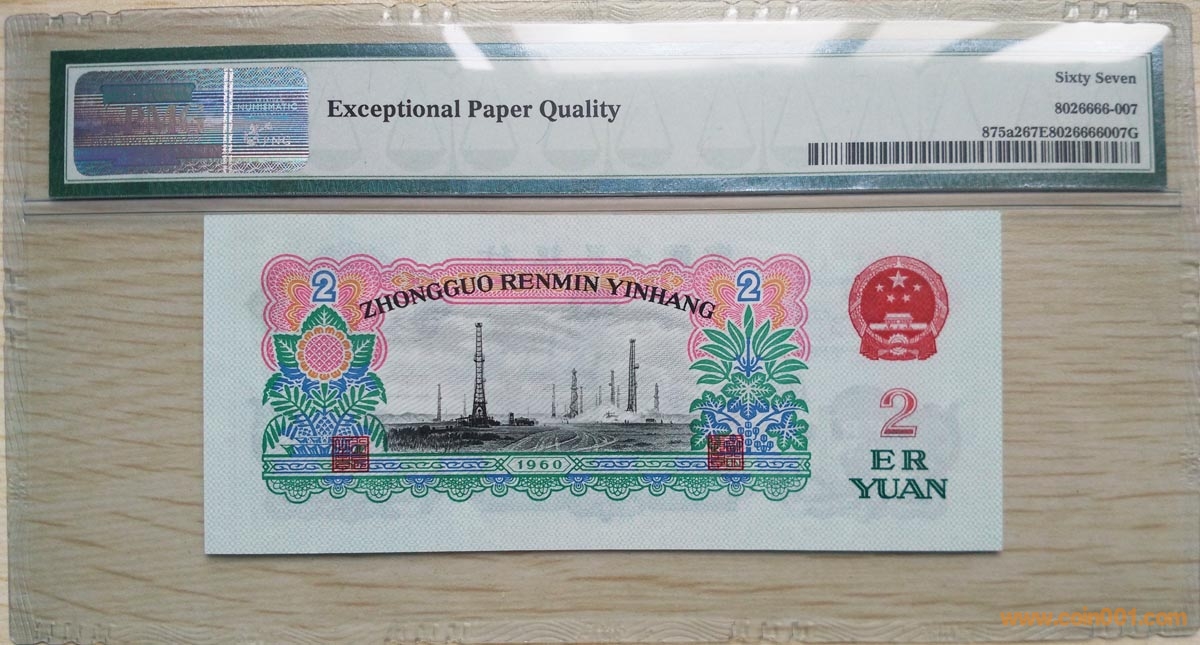 Sixty Seven
Exceptional Paper Quality
8026666-007
875a267E8026666007G
NUMISMATIC
2
2
ZHONGGUO RENMIN YINHANG
1960
2
ER
YUAN
www.coin001.com